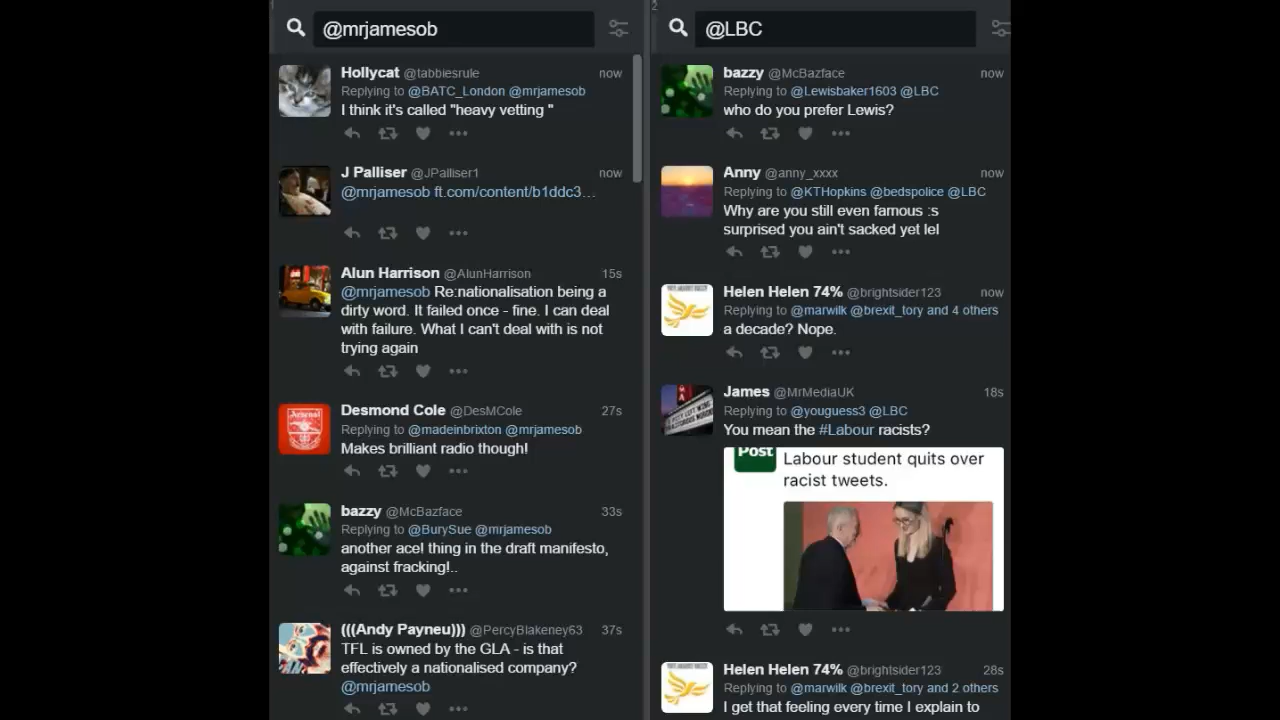 1
@mrjamesob
Hollycat @tabbiesrule now
Replying to @BATC_London @mrjamesob
I think it's called "heavy vetting "
J Palliser @JPalliser1 now
@mrjamesob ft.com/content/b1ddc3...
Alun Harrison @AlunHarrison 15s
@mrjamesob Re:nationalisation being a
dirty word. It failed once - fine. I can deal
with failure. What I can't deal with is not
trying again
Desmond Cole @DesMCole 27s
Replying to @madeinbrixton @mrjamesob
Makes brilliant radio though!
bazzy @McBazface 33s
Replying to @BurySue @mrjamesob
another ace! thing in the draft manifesto,
against fracking!..
(((Andy Payneu))) @PercyBlakeney63 37s
TFL is owned by the GLA - is that
effectively a nationalised company?
@mrjamesob
2
@LBC
bazzy @McBazface now
Replying to @Lewisbaker1603 @LBC
who do you prefer Lewis?
Anny @anny_xxxx now
Replying to @KTHopkins @bedspolice @LBC
Why are you still even famous :s
surprised you ain't sacked yet lel
Helen Helen 74% @brightsider123 now
Replying to @marwilk @brexit_tory and 4 others
a decade? Nope.
James @MrMediaUK 18s
Replying to @youguess3 @LBC
You mean the #Labour racists?
Post
Labour student quits over
racist tweets.
Helen Helen 74% @brightsider123 28s
Replying to @marwilk @brexit_tory and 2 others
I get that feeling every time I explain to